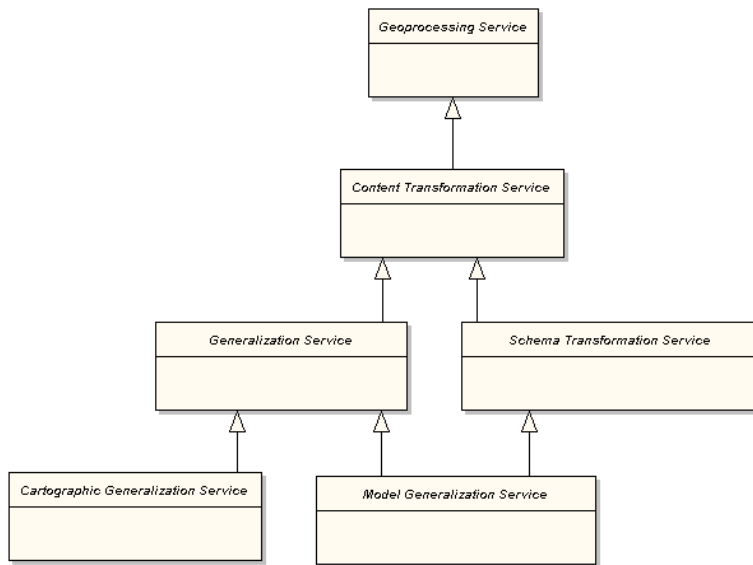 Geoprocessing Service
Content Transformation Service
Generalization Service
Schema Transformation Service
Cartographic Generalization Service
Model Generalization Service